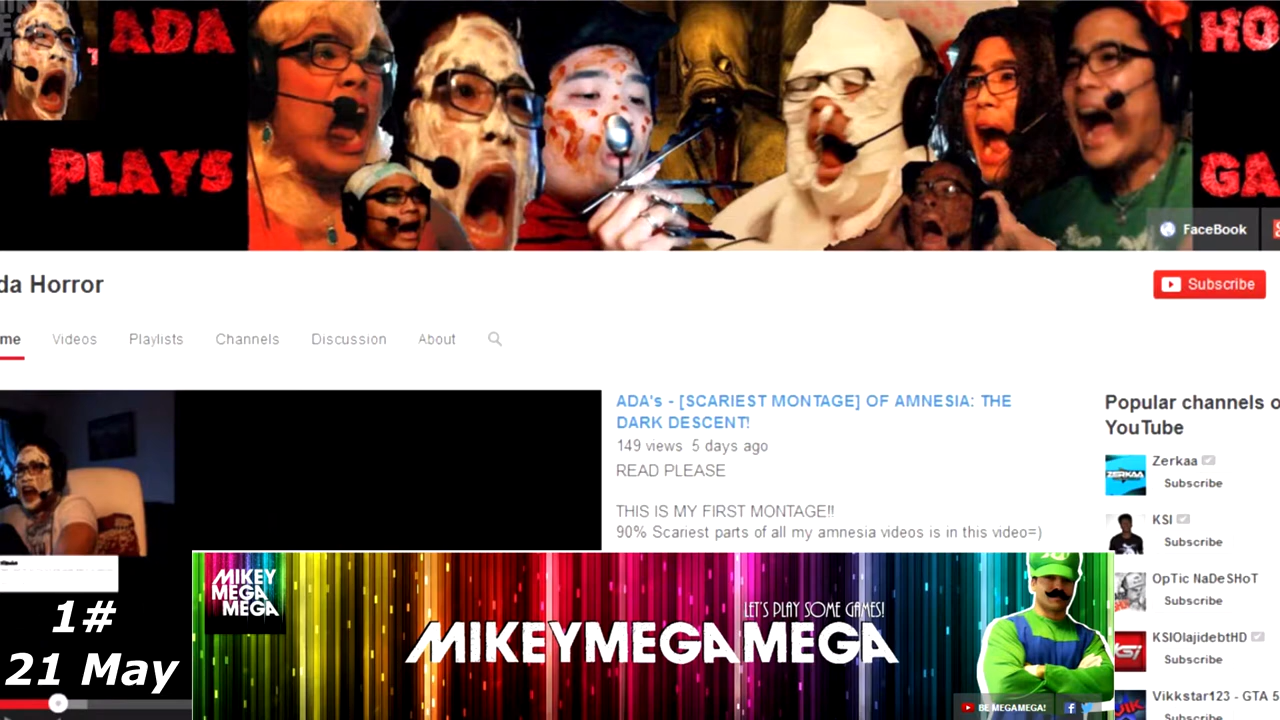 ADA
HO
PLAYS
GA
FaceBook
da Horror
Subscribe
me
Videos
Playlists
Channels
Discussion
About
ADA's - [SCARIEST MONTAGE] OF AMNESIA: THE
DARK DESCENT!
149 views 5 days ago
READ PLEASE
THIS IS MY FIRST MONTAGE!!
90% Scariest parts of all my amnesia videos is in this video=)
Popular channels o
YouTube
Zerkaa
Subscribe
KSI
Subscribe
OpTic NaDeSHoT
Subscribe
KSIOlajidebtHD
Subscribe
Vikkstar123 - GTA 5
Subscribe
ZERKAA
1#
21 May
MIKEY
MEGA
MEGA
LET'S PLAY SOME GAMES!
MIKEYMEGAMEGA
BE MEGAMEGA!